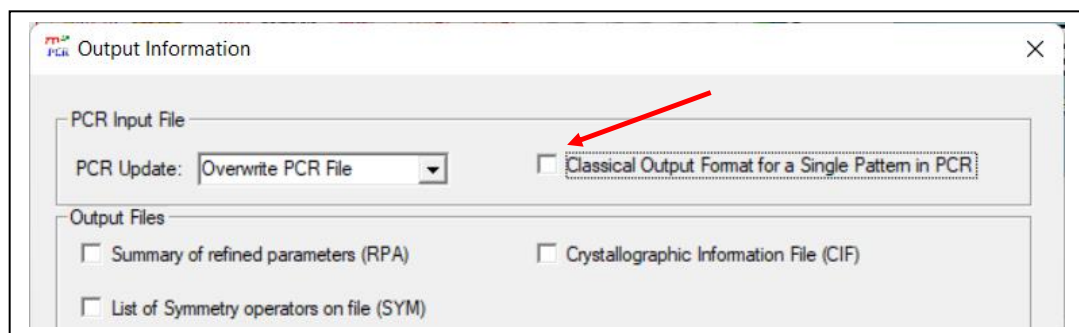 Output Information
PCR Input File
PCR Update: Overwrite PCR File Classical Output Format for a Single Pattern in PCR
Output Files
Summary of refined parameters (RPA) Crystallographic Information File (CIF)
List of Symmetry operators on file (SYM)